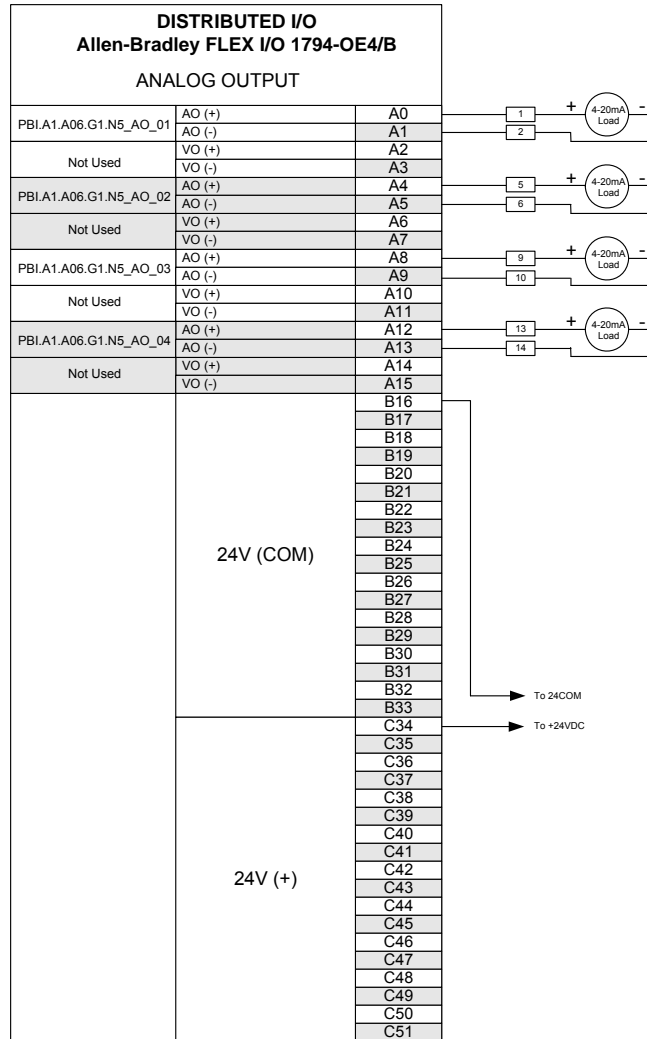 DISTRIBUTED I/O
Allen-Bradley FLEX I/O 1794-OE4/B
ANALOG OUTPUT
PBI.A1.A06.G1.N5_AO_01
AO (+)
A0
1
+
4-20mA
Load
-
AO (-)
A1
2
Not Used
VO (+)
A2
VO (-)
A3
PBI.A1.A06.G1.N5_AO_02
AO (+)
A4
5
+
4-20mA
Load
-
AO (-)
A5
6
Not Used
VO (+)
A6
VO (-)
A7
PBI.A1.A06.G1.N5_AO_03
AO (+)
A8
9
+
4-20mA
Load
-
AO (-)
A9
10
Not Used
VO (+)
A10
VO (-)
A11
PBI.A1.A06.G1.N5_AO_04
AO (+)
A12
13
+
4-20mA
Load
-
AO (-)
A13
14
Not Used
VO (+)
A14
VO (-)
A15
24V (COM)
B16
B17
B18
B19
B20
B21
B22
B23
B24
B25
B26
B27
B28
B29
B30
B31
B32
B33
To 24COM
24V (+)
C34
To +24VDC
C35
C36
C37
C38
C39
C40
C41
C42
C43
C44
C45
C46
C47
C48
C49
C50
C51